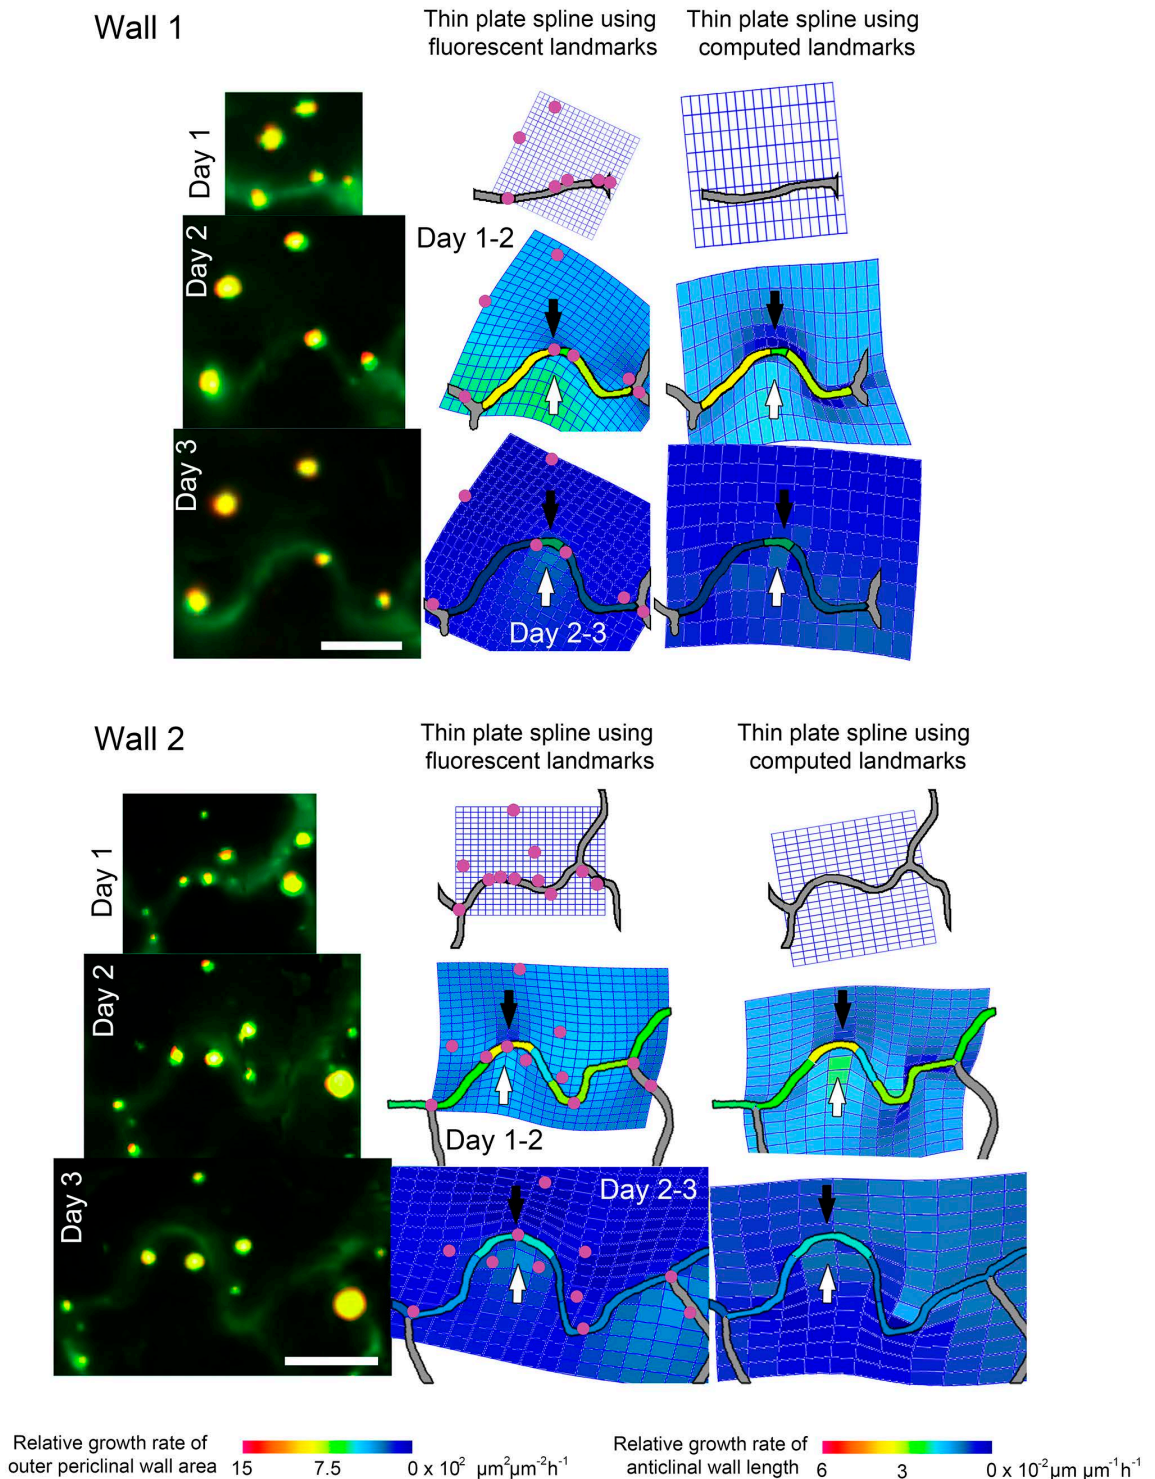 Wall 1
Thin plate spline using
fluorescent landmarks
Thin plate spline using
computed landmarks
Day 1
Day 2
Day 1-2
Day 3
Day 2-3
Wall 2
Thin plate spline using
fluorescent landmarks
Thin plate spline using
computed landmarks
Day 1
Day 2
Day 1-2
Day 3
Day 2-3
Relative growth rate of
outer periclinal wall area
15 7.5 0 x 10² µm²µm⁻²h⁻¹
Relative growth rate of
anticlinal wall length
6 3 0 x 10⁻²µm µm⁻¹h⁻¹